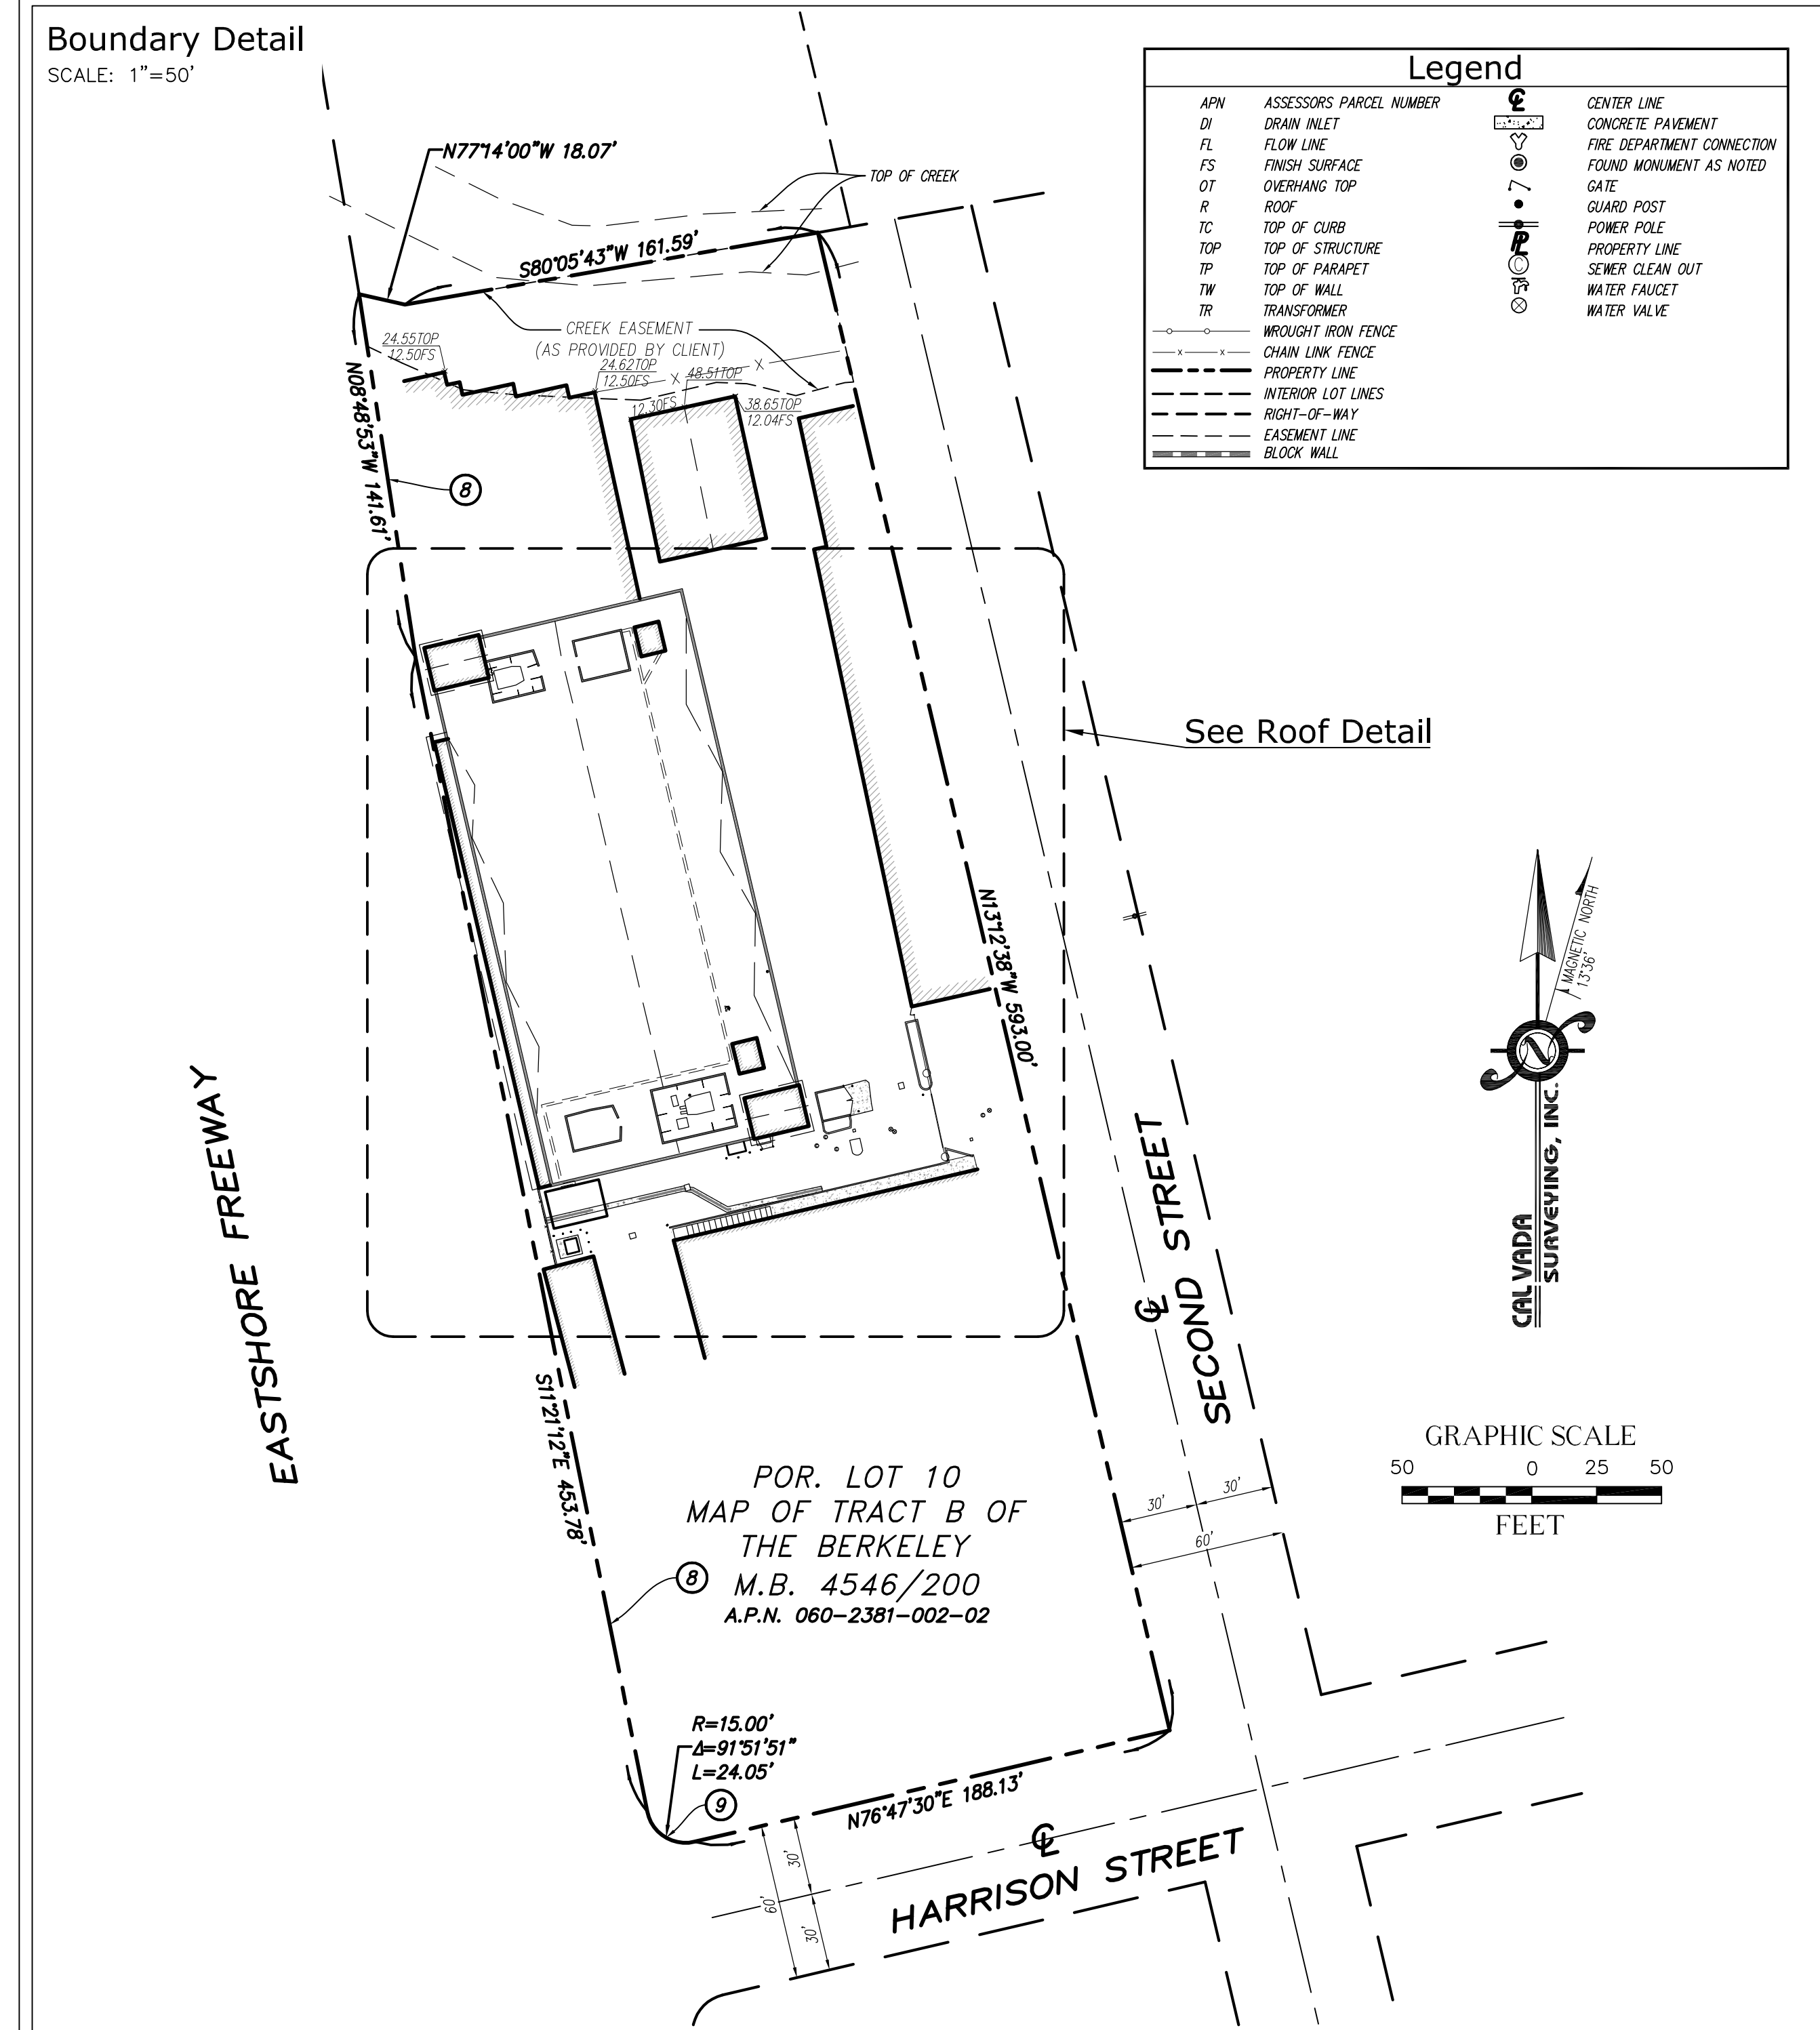 Boundary Detail
SCALE: 1"=50'
Legend
APN ASSESSORS PARCEL NUMBER
DI DRAIN INLET
FL FLOW LINE
FS FINISH SURFACE
OT OVERHANG TOP
R ROOF
TC TOP OF CURB
TOP TOP OF STRUCTURE
TP TOP OF PARAPET
TW TOP OF WALL
TR TRANSFORMER
WROUGHT IRON FENCE
X X CHAIN LINK FENCE
PROPERTY LINE
INTERIOR LOT LINES
RIGHT-OF-WAY
EASEMENT LINE
BLOCK WALL
CL CENTER LINE
CONCRETE PAVEMENT
FIRE DEPARTMENT CONNECTION
FOUND MONUMENT AS NOTED
GATE
GUARD POST
POWER POLE
PL PROPERTY LINE
C SEWER CLEAN OUT
WATER FAUCET
WATER VALVE
N77°14'00"W 18.07'
TOP OF CREEK
S80°05'43"W 161.59'
CREEK EASEMENT
(AS PROVIDED BY CLIENT)
24.55TOP
12.50FS
24.62TOP
12.50FS
X
48.51TOP
X
12.30FS
38.65TOP
12.04FS
N08°48'53"W 141.61'
8
See Roof Detail
N13°12'38"W 593.00'
MAGNETIC NORTH
13°36'
N
CAL VADA
SURVEYING, INC.
EASTSHORE FREEWAY
SECOND STREET
CL
S11°21'12"E 453.78'
GRAPHIC SCALE
50 0 25 50
FEET
30'
30'
60'
POR. LOT 10
MAP OF TRACT B OF
THE BERKELEY
M.B. 4546/200
A.P.N. 060-2381-002-02
8
R=15.00'
Δ=91°51'51"
L=24.05'
9
N76°47'30"E 188.13'
CL
HARRISON STREET
30'
60'
30'